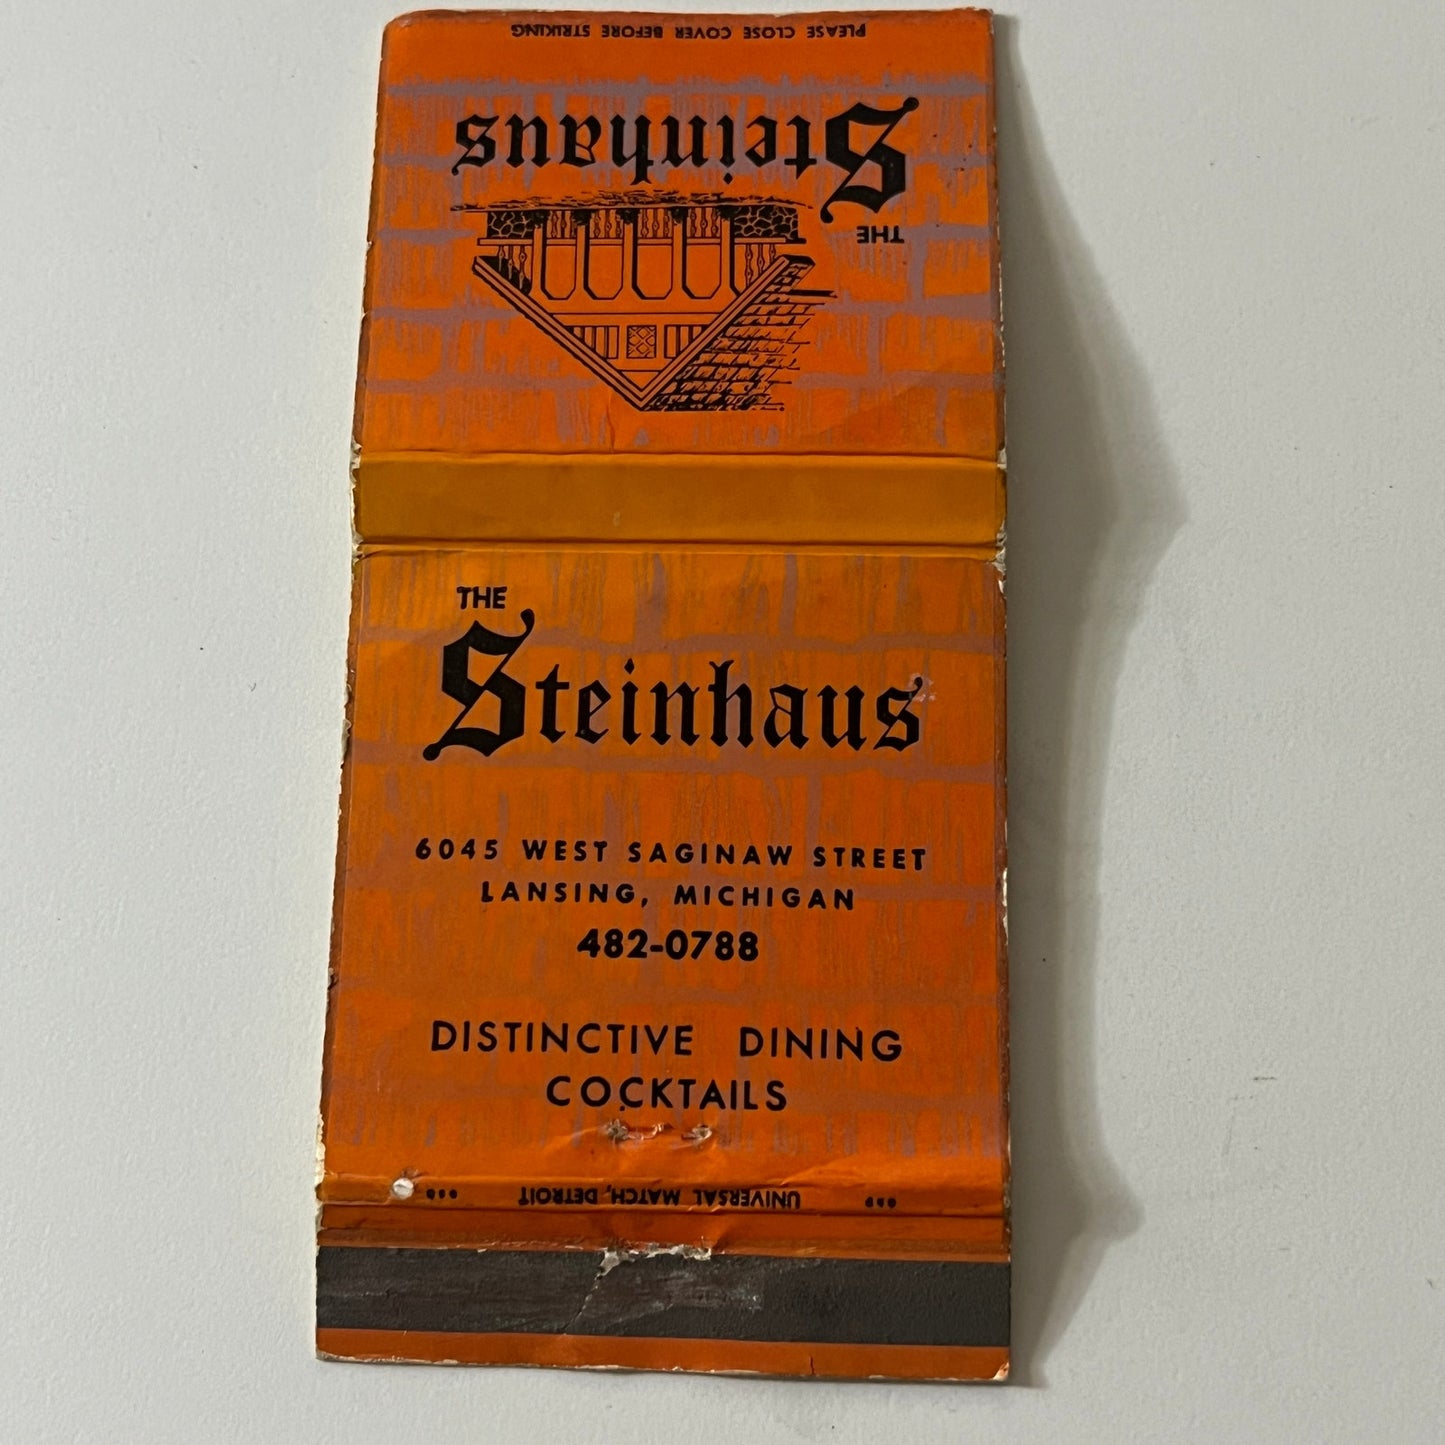 PLEASE CLOSE COVER BEFORE STRIKING
THE
Steinhaus
THE
Steinhaus
6045 WEST SAGINAW STREET
LANSING, MICHIGAN
482-0788
DISTINCTIVE DINING
COCKTAILS
UNIVERSAL MATCH, DETROIT